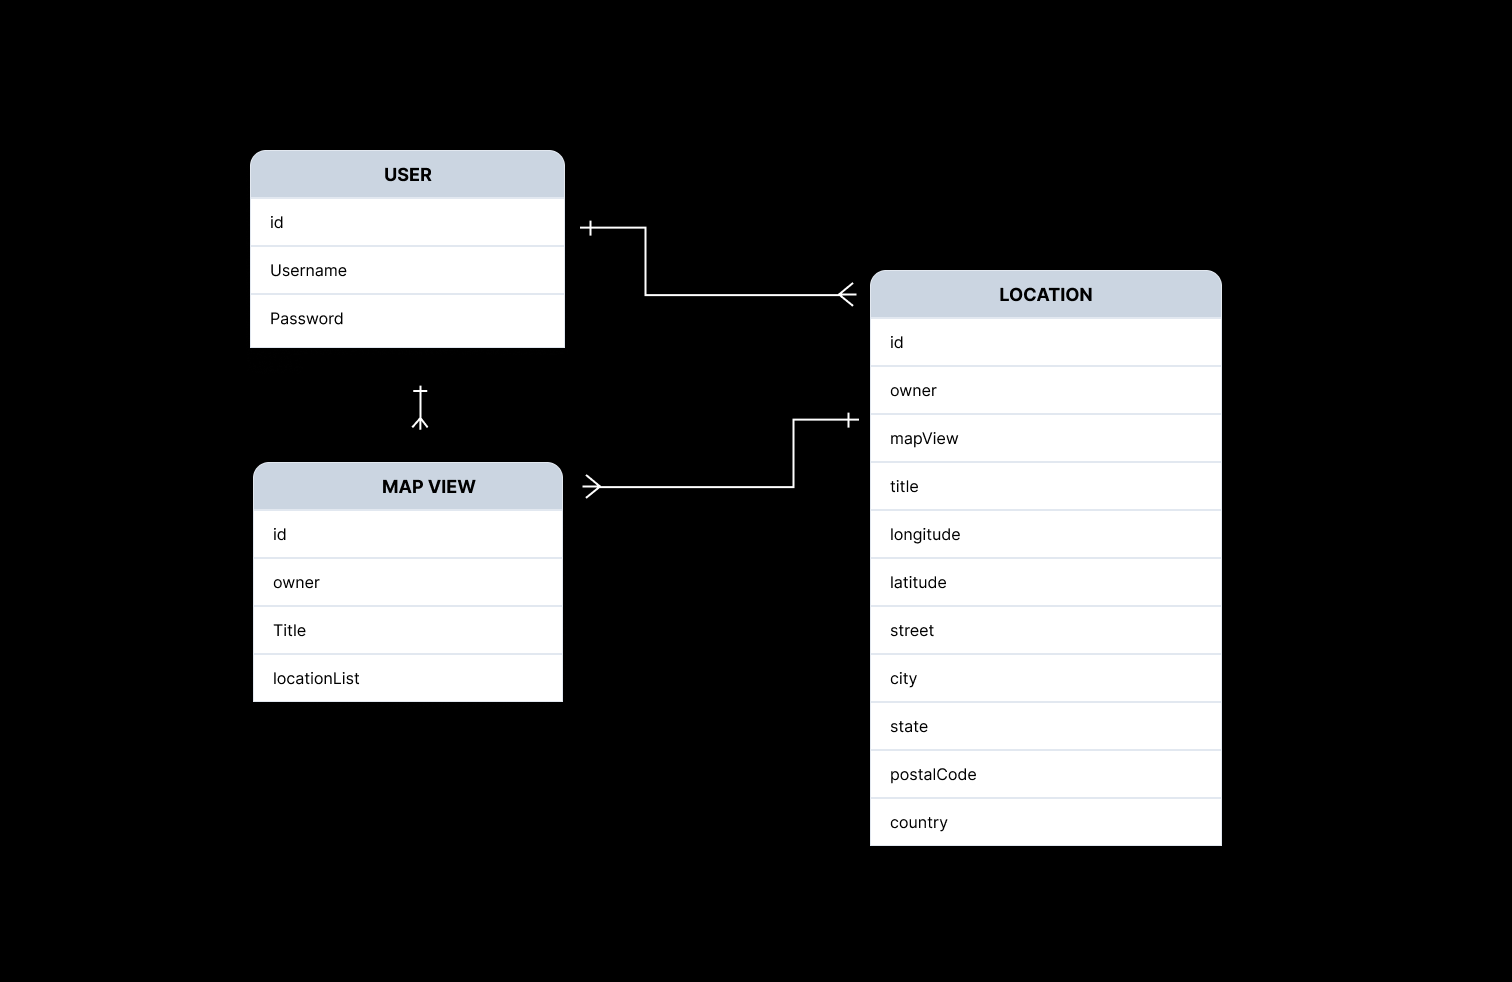 USER
id
Username
Password
MAP VIEW
id
owner
Title
locationList
LOCATION
id
owner
mapView
title
longitude
latitude
street
city
state
postalCode
country